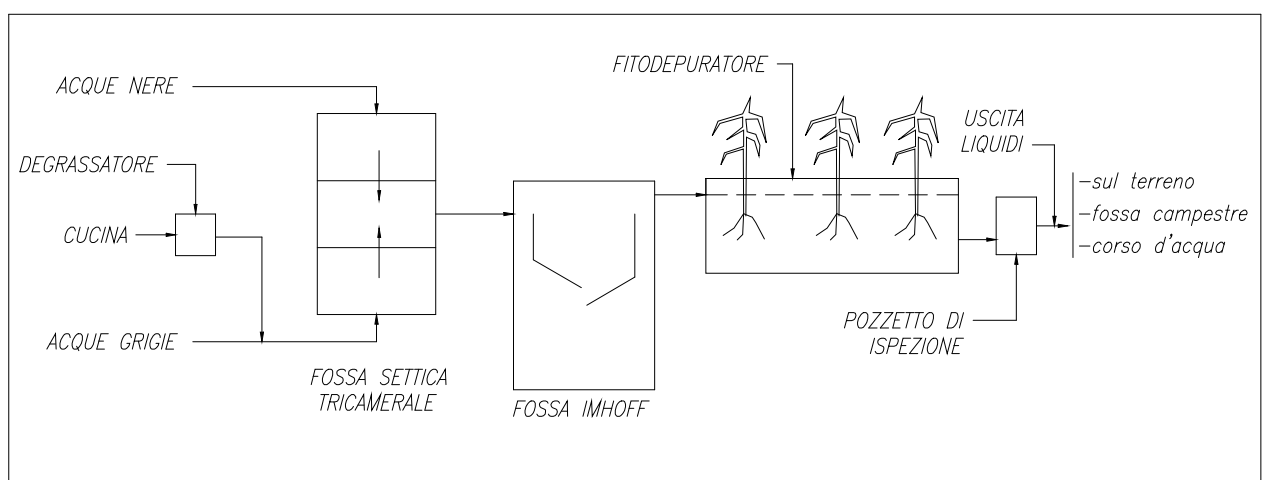 ACQUE NERE
DEGRASSATORE
CUCINA
ACQUE GRIGIE
FOSSA SETTICA
TRICAMERALE
FOSSA IMHOFF
FITODEPURATORE
USCITA
LIQUIDI
-sul terreno
-fossa campestre
-corso d'acqua
POZZETTO DI
ISPEZIONE